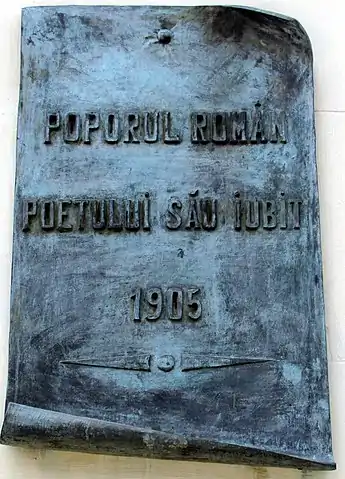 POPORUL ROMÂN
POETULUI SĂU IUBIT
1905